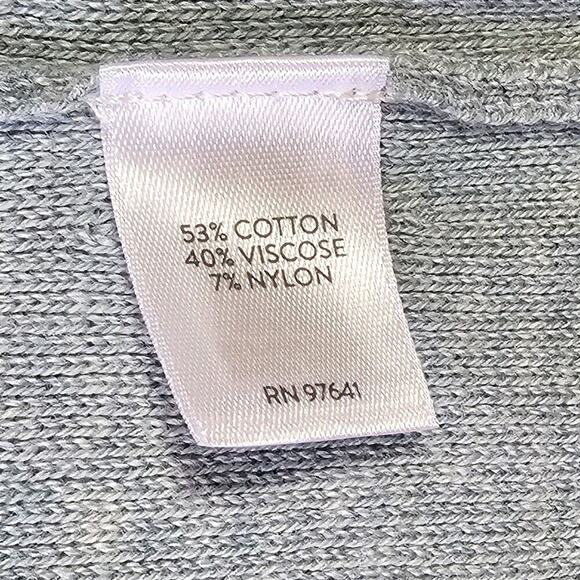 53% COTTON
40% VISCOSE
7% NYLON
RN 97641